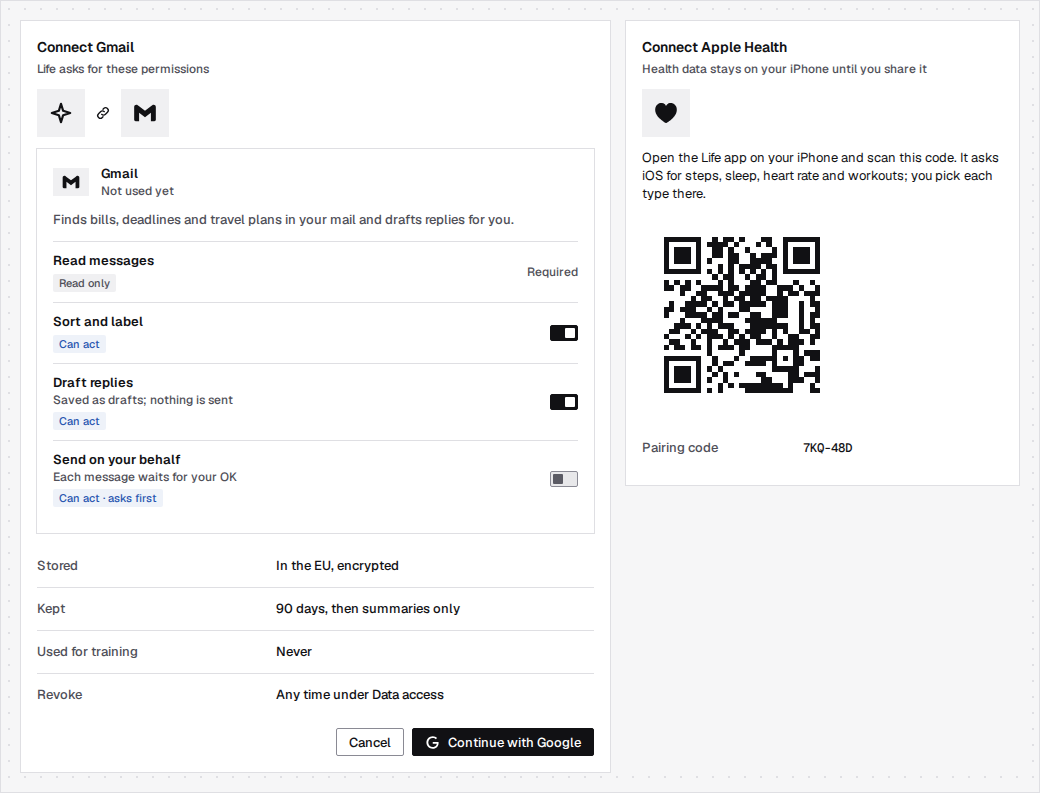 Connect Gmail
Life asks for these permissions
Gmail
Not used yet
Finds bills, deadlines and travel plans in your mail and drafts replies for you.
Read messages
Read only
Required
Sort and label
Can act
Draft replies
Saved as drafts; nothing is sent
Can act
Send on your behalf
Each message waits for your OK
Can act · asks first
Stored In the EU, encrypted
Kept 90 days, then summaries only
Used for training Never
Revoke Any time under Data access
Cancel
Continue with Google
Connect Apple Health
Health data stays on your iPhone until you share it
Open the Life app on your iPhone and scan this code. It asks
iOS for steps, sleep, heart rate and workouts; you pick each
type there.
Pairing code 7KQ-48D